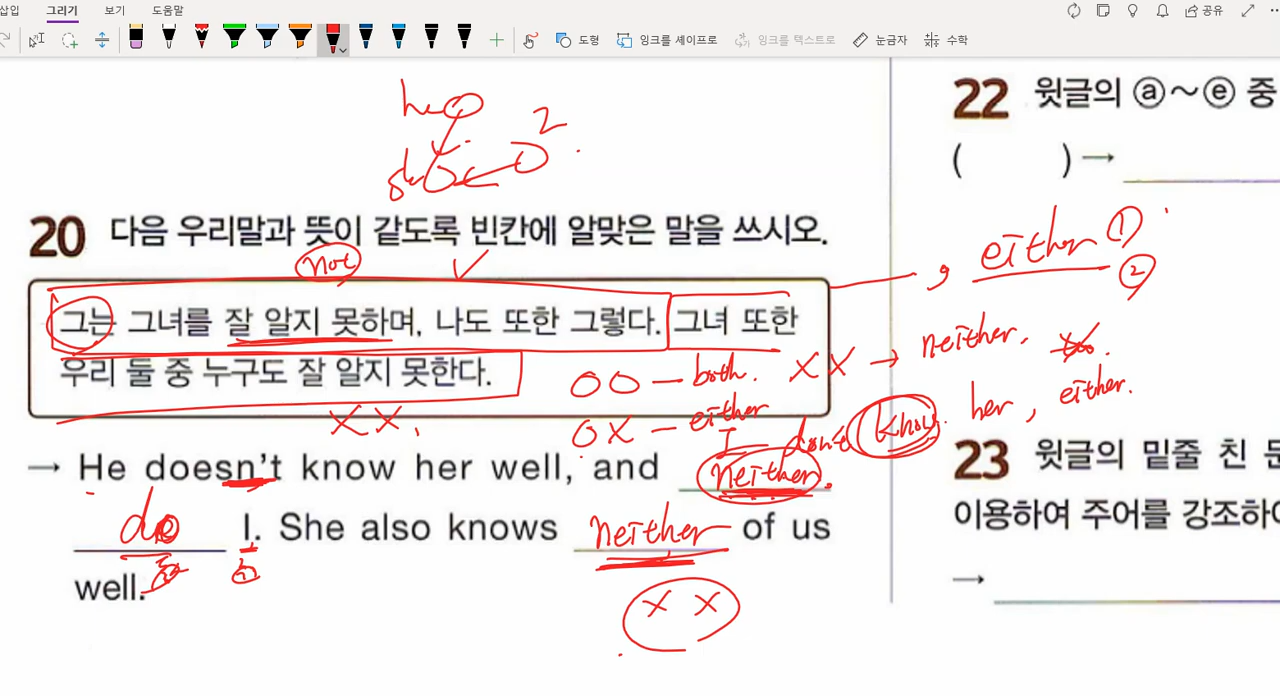 삽입 그리기 보기 도움말
공유
도형 잉크를 셰이프로 잉크를 텍스트로 눈금자 수학
he
2
she
20 다음 우리말과 뜻이 같도록 빈칸에 알맞은 말을 쓰시오.
not
그는 그녀를 잘 알지 못하며, 나도 또한 그렇다. 그녀 또한
우리 둘 중 누구도 잘 알지 못한다.
OO – both. XX → neither.
XX. OX – either
I don't know her, either.
→ He doesn't know her well, and neither.
do I. She also knows neither of us
well.
X X
22 윗글의 ⓐ~ⓔ 중
( ) →
, either ①
②
23 윗글의 밑줄 친 문
이용하여 주어를 강조하
→